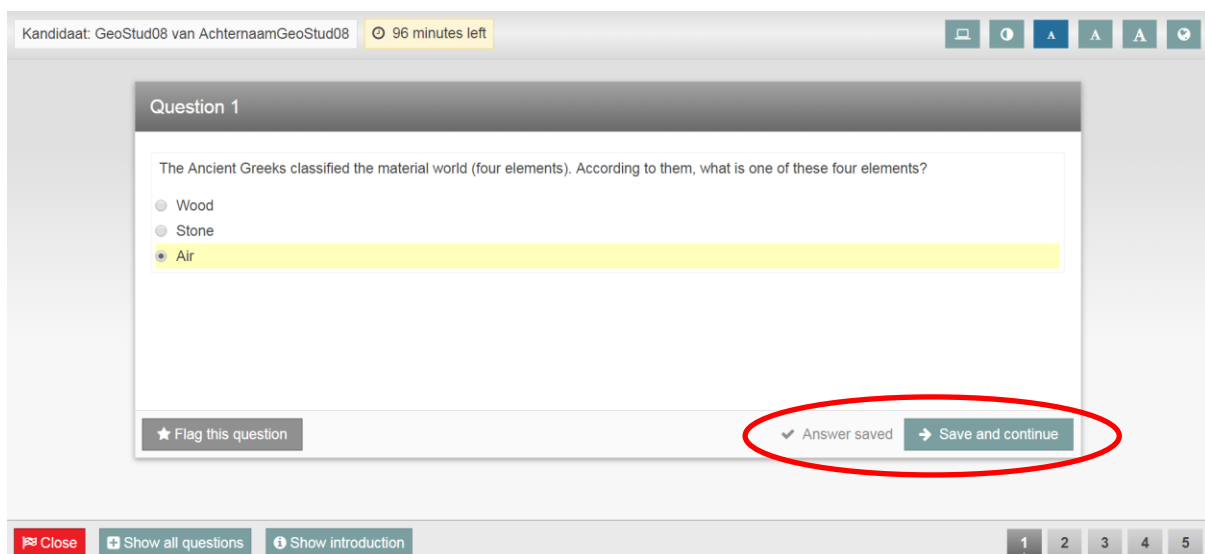 Kandidaat: GeoStud08 van AchternaamGeoStud08 96 minutes left A A A
Question 1
The Ancient Greeks classified the material world (four elements). According to them, what is one of these four elements?
Wood
Stone
Air
Flag this question Answer saved Save and continue
Close Show all questions Show introduction 1 2 3 4 5